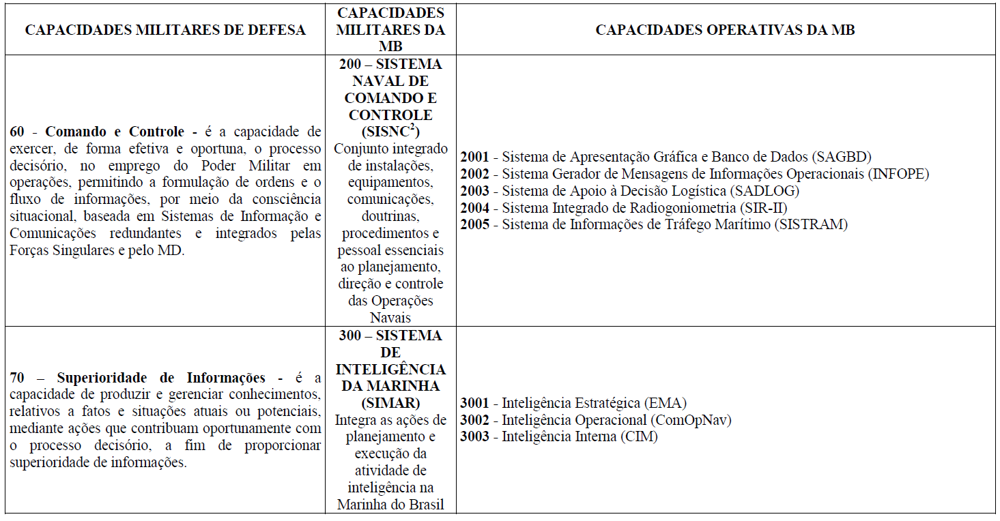 CAPACIDADES MILITARES DE DEFESA
CAPACIDADES
MILITARES DA
MB
CAPACIDADES OPERATIVAS DA MB
60 - Comando e Controle - é a capacidade de
exercer, de forma efetiva e oportuna, o processo
decisório, no emprego do Poder Militar em
operações, permitindo a formulação de ordens e o
fluxo de informações, por meio da consciência
situacional, baseada em Sistemas de Informação e
Comunicações redundantes e integrados pelas
Forças Singulares e pelo MD.
200 – SISTEMA
NAVAL DE
COMANDO E
CONTROLE
(SISNC²)
Conjunto integrado
de instalações,
equipamentos,
comunicações,
doutrinas,
procedimentos e
pessoal essenciais
ao planejamento,
direção e controle
das Operações
Navais
2001 - Sistema de Apresentação Gráfica e Banco de Dados (SAGBD)
2002 - Sistema Gerador de Mensagens de Informações Operacionais (INFOPE)
2003 - Sistema de Apoio à Decisão Logística (SADLOG)
2004 - Sistema Integrado de Radiogoniometria (SIR-II)
2005 - Sistema de Informações de Tráfego Marítimo (SISTRAM)
70 – Superioridade de Informações - é a
capacidade de produzir e gerenciar conhecimentos,
relativos a fatos e situações atuais ou potenciais,
mediante ações que contribuam oportunamente com
o processo decisório, a fim de proporcionar
superioridade de informações.
300 – SISTEMA
DE
INTELIGÊNCIA
DA MARINHA
(SIMAR)
Integra as ações de
planejamento e
execução da
atividade de
inteligência na
Marinha do Brasil
3001 - Inteligência Estratégica (EMA)
3002 - Inteligência Operacional (ComOpNav)
3003 - Inteligência Interna (CIM)